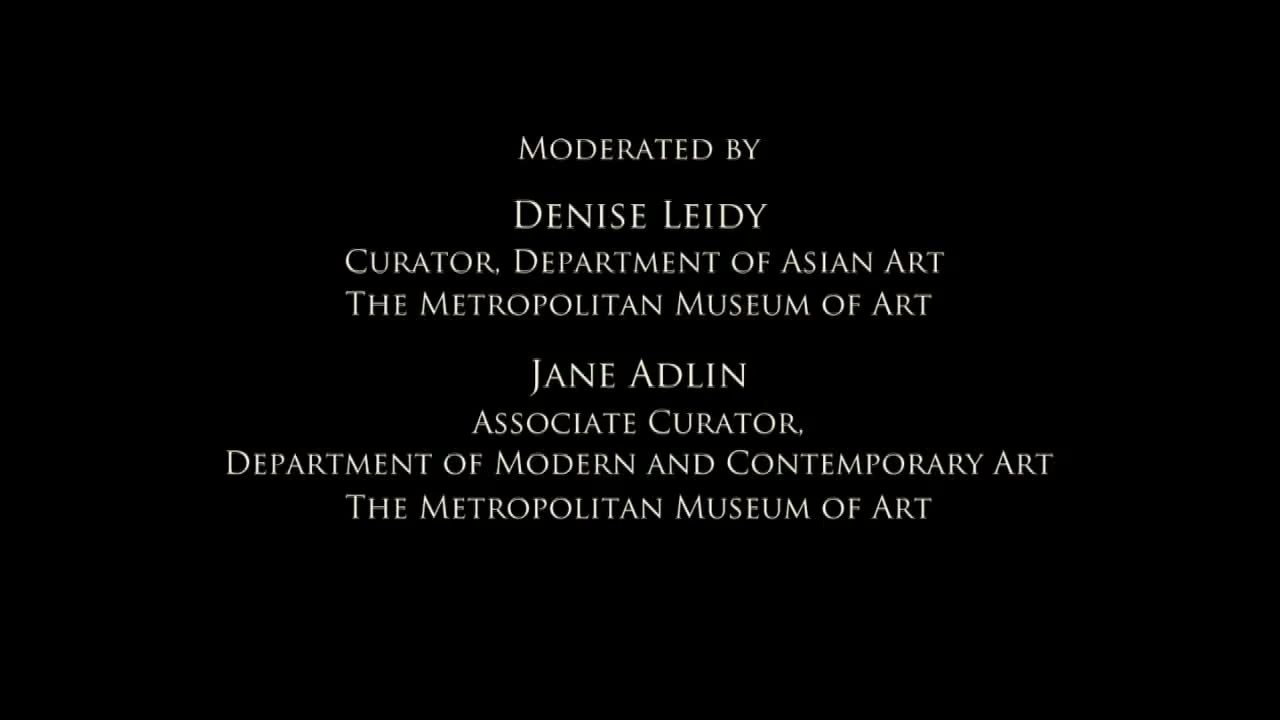 Moderated by
Denise Leidy
Curator, Department of Asian Art
The Metropolitan Museum of Art
Jane Adlin
Associate Curator,
Department of Modern and Contemporary Art
The Metropolitan Museum of Art